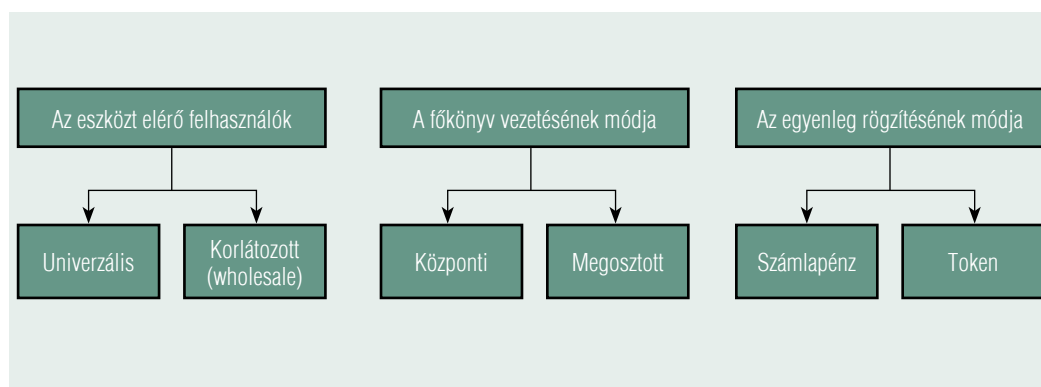 Az eszközt elérő felhasználók
A főkönyv vezetésének módja
Az egyenleg rögzítésének módja
Univerzális
Korlátozott
(wholesale)
Központi
Megosztott
Számlapénz
Token